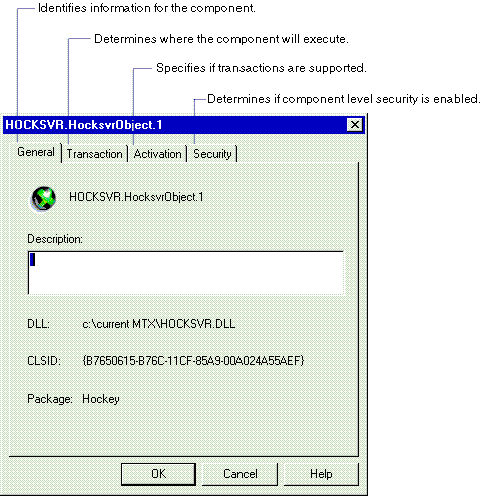 Identifies information for the component.
Determines where the component will execute.
Specifies if transactions are supported.
Determines if component level security is enabled.
HOCKSVR.HocksvrObject.1
General Transaction Activation Security
HOCKSVR.HocksvrObject.1
Description:
DLL: c:\current MTX\HOCKSVR.DLL
CLSID: {B7650615-B76C-11CF-85A9-00A024A55AEF}
Package: Hockey
OK Cancel Help